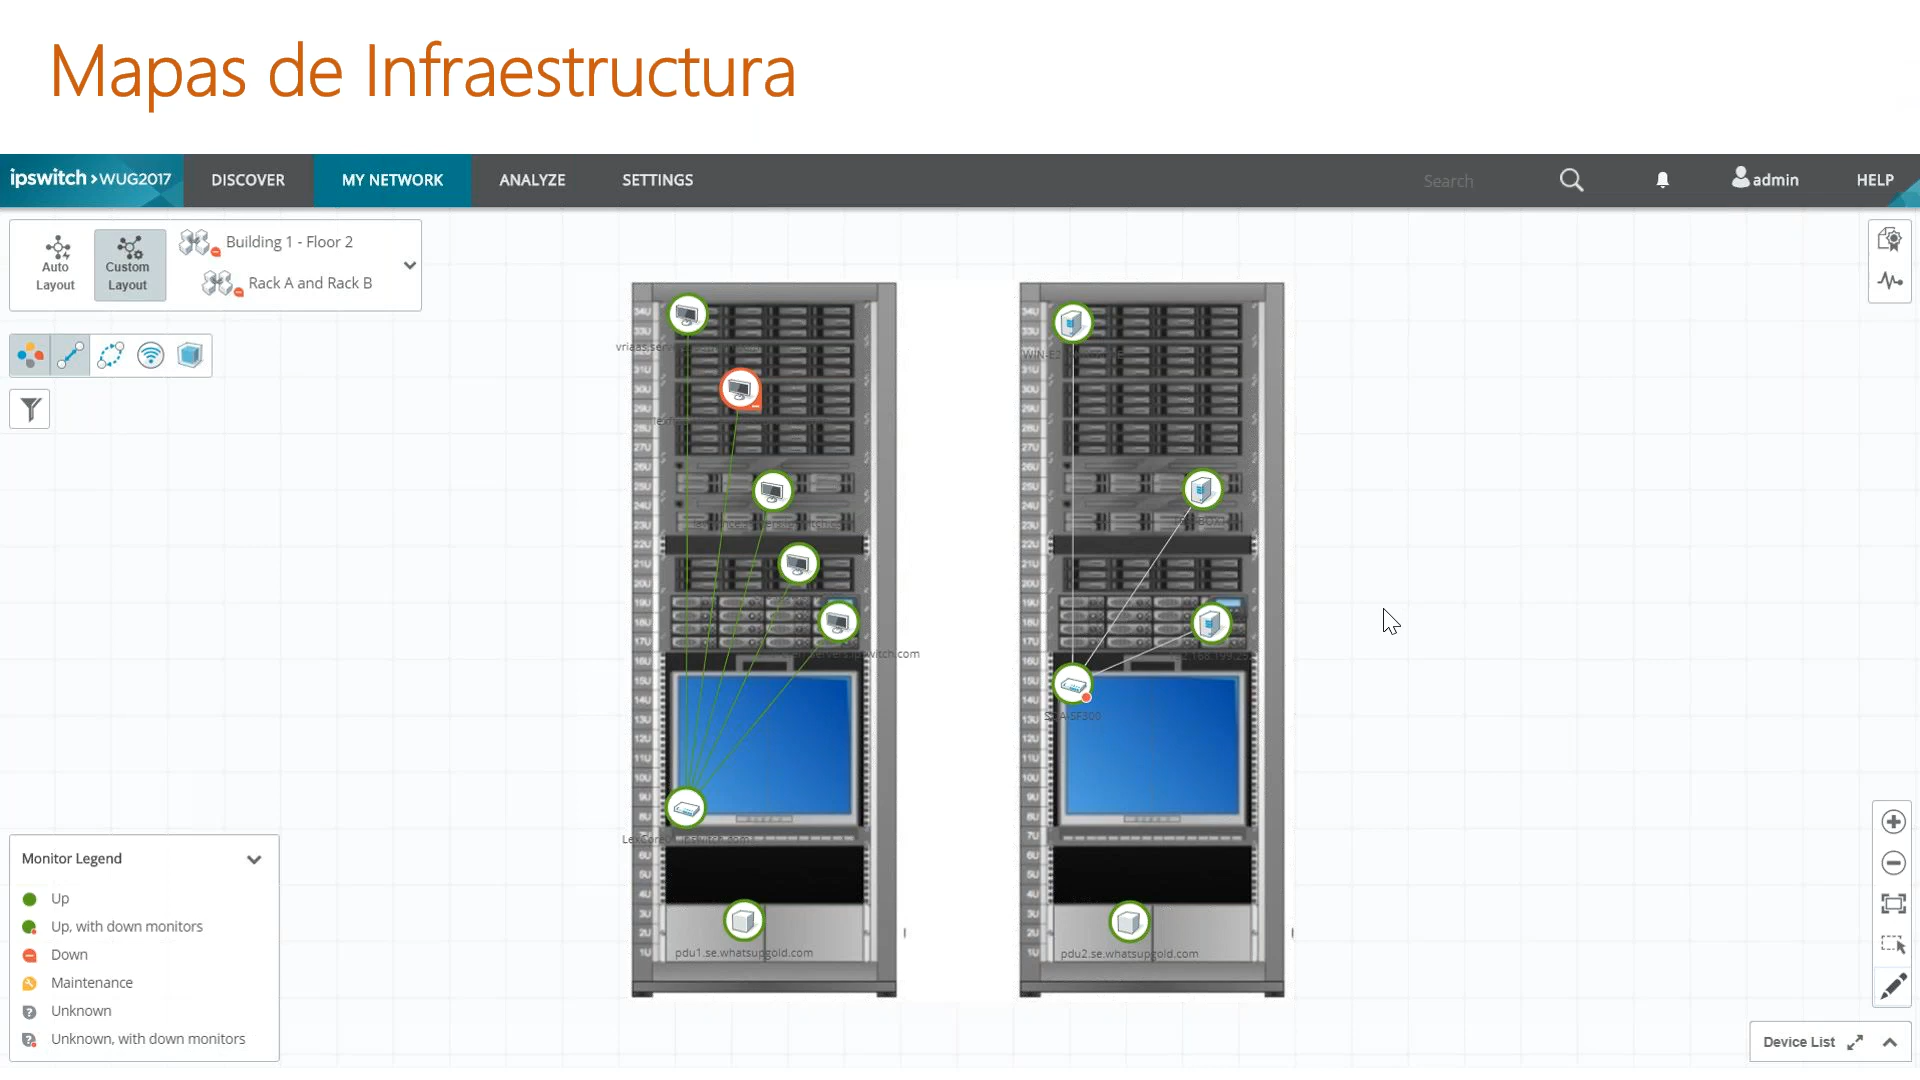 Mapas de Infraestructura
ipswitch >WUG2017
DISCOVER
MY NETWORK
ANALYZE
SETTINGS
Search
admin
HELP
Auto
Layout
Custom
Layout
Building 1 - Floor 2
Rack A and Rack B
SDA-SF300
pdu1.se.whatsupgold.com
pdu2.se.whatsupgold.com
Monitor Legend
Up
Up, with down monitors
Down
Maintenance
Unknown
Unknown, with down monitors
Device List